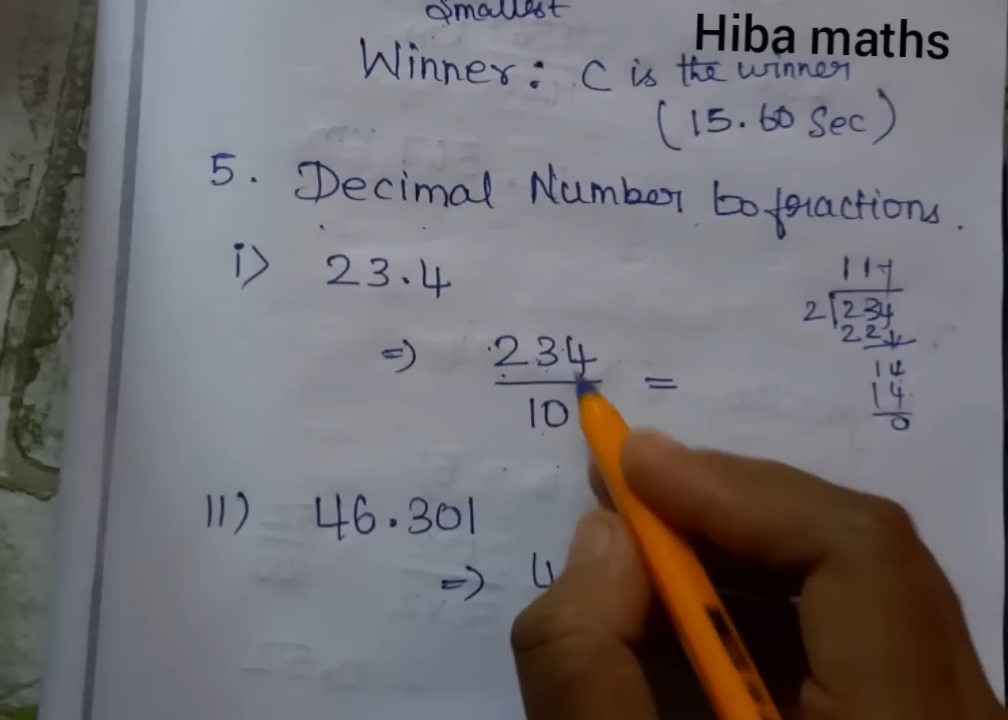 Smallest
Hiba maths
Winner: C is the winner
(15.60 Sec)
5. Decimal Number to fractions.
i) 23.4
=) 234/10 =
117
2 234
22
14
14
0
11) 46.301
=) 4